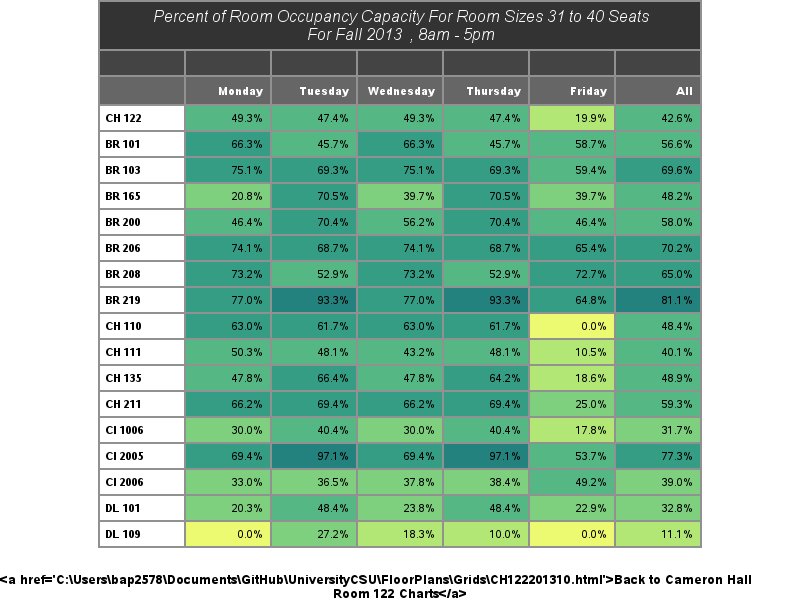 Percent of Room Occupancy Capacity For Room Sizes 31 to 40 Seats
For Fall 2013 , 8am - 5pm
Monday Tuesday Wednesday Thursday Friday All
CH 122 49.3% 47.4% 49.3% 47.4% 19.9% 42.6%
BR 101 66.3% 45.7% 66.3% 45.7% 58.7% 56.6%
BR 103 75.1% 69.3% 75.1% 69.3% 59.4% 69.6%
BR 165 20.8% 70.5% 39.7% 70.5% 39.7% 48.2%
BR 200 46.4% 70.4% 56.2% 70.4% 46.4% 58.0%
BR 206 74.1% 68.7% 74.1% 68.7% 65.4% 70.2%
BR 208 73.2% 52.9% 73.2% 52.9% 72.7% 65.0%
BR 219 77.0% 93.3% 77.0% 93.3% 64.8% 81.1%
CH 110 63.0% 61.7% 63.0% 61.7% 0.0% 48.4%
CH 111 50.3% 48.1% 43.2% 48.1% 10.5% 40.1%
CH 135 47.8% 66.4% 47.8% 64.2% 18.6% 48.9%
CH 211 66.2% 69.4% 66.2% 69.4% 25.0% 59.3%
CI 1006 30.0% 40.4% 30.0% 40.4% 17.8% 31.7%
CI 2005 69.4% 97.1% 69.4% 97.1% 53.7% 77.3%
CI 2006 33.0% 36.5% 37.8% 38.4% 49.2% 39.0%
DL 101 20.3% 48.4% 23.8% 48.4% 22.9% 32.8%
DL 109 0.0% 27.2% 18.3% 10.0% 0.0% 11.1%
<a href='C:\Users\bap2578\Documents\GitHub\UniversityCSU\FloorPlans\Grids\CH122201310.html'>Back to Cameron Hall
Room 122 Charts</a>